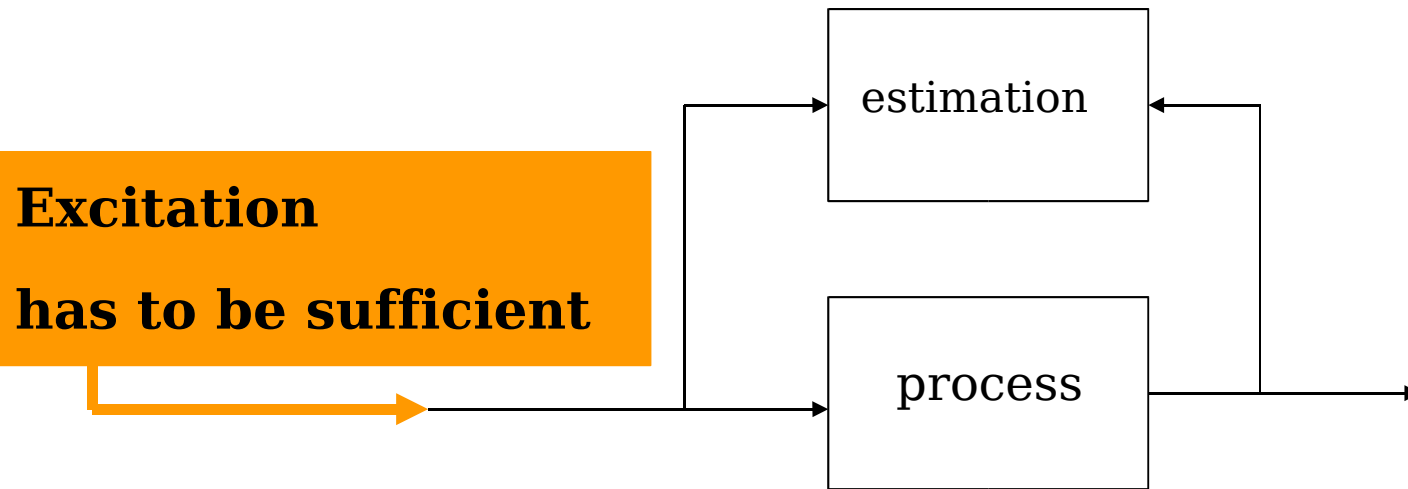 estimation
Excitation
has to be sufficient
process